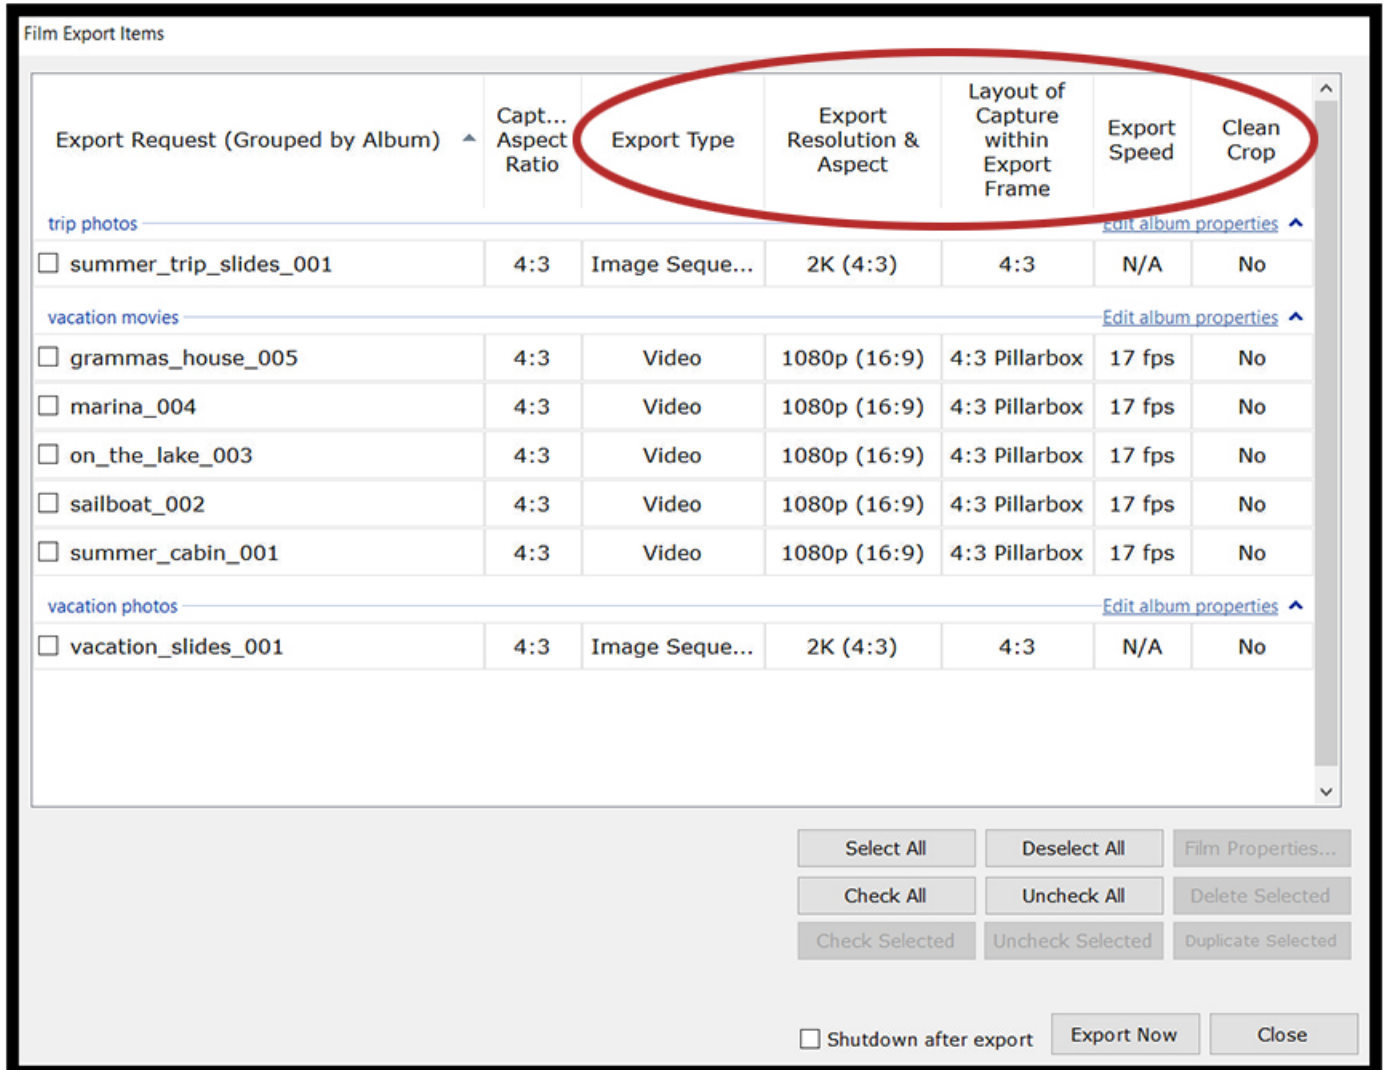 Film Export Items
Export Request (Grouped by Album)
Capt...
Aspect
Ratio
Export Type
Export
Resolution &
Aspect
Layout of
Capture
within
Export
Frame
Export
Speed
Clean
Crop
trip photos Edit album properties
summer_trip_slides_001 4:3 Image Seque... 2K (4:3) 4:3 N/A No
vacation movies Edit album properties
grammas_house_005 4:3 Video 1080p (16:9) 4:3 Pillarbox 17 fps No
marina_004 4:3 Video 1080p (16:9) 4:3 Pillarbox 17 fps No
on_the_lake_003 4:3 Video 1080p (16:9) 4:3 Pillarbox 17 fps No
sailboat_002 4:3 Video 1080p (16:9) 4:3 Pillarbox 17 fps No
summer_cabin_001 4:3 Video 1080p (16:9) 4:3 Pillarbox 17 fps No
vacation photos Edit album properties
vacation_slides_001 4:3 Image Seque... 2K (4:3) 4:3 N/A No
Select All Deselect All Film Properties...
Check All Uncheck All Delete Selected
Check Selected Uncheck Selected Duplicate Selected
Shutdown after export Export Now Close